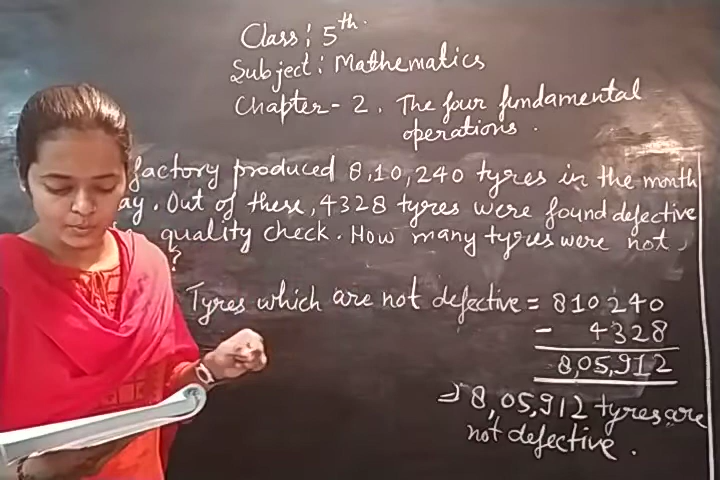 Class: 5th.
Subject: Mathematics
Chapter- 2. The four fundamental
operations.
factory produced 8,10,240 tyres in the month
ay. Out of these, 4328 tyres were found defective
quality check. How many tyres were not
?
Tyres which are not defective = 810240
- 4328
8,05,912
⇒ 8,05,912 tyres are
not defective.